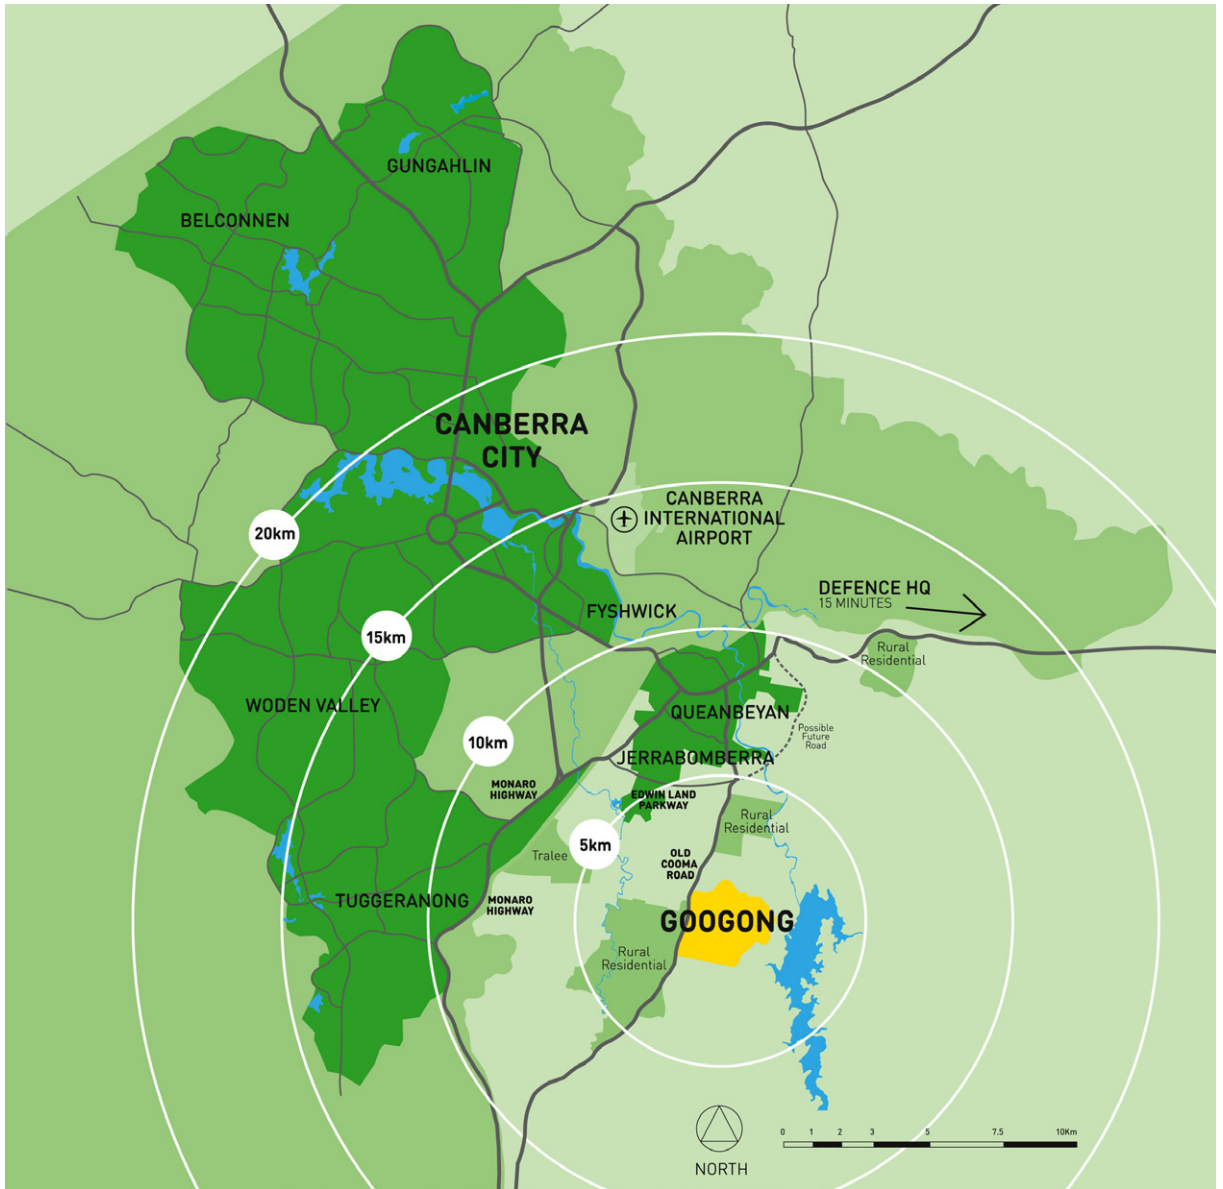 GUNGAHLIN
BELCONNEN
CANBERRA
CITY
CANBERRA
INTERNATIONAL
AIRPORT
20km
DEFENCE HQ
15 MINUTES
FYSHWICK
15km
Rural
Residential
WODEN VALLEY
QUEANBEYAN
Possible
Future
Road
10km
JERRABOMBERRA
MONARO
HIGHWAY
EDWIN LAND
PARKWAY
Rural
Residential
5km
Tralee
OLD
COOMA
ROAD
TUGGERANONG
MONARO
HIGHWAY
GOOGONG
Rural
Residential
NORTH
0 1 2 3 5 7.5 10Km